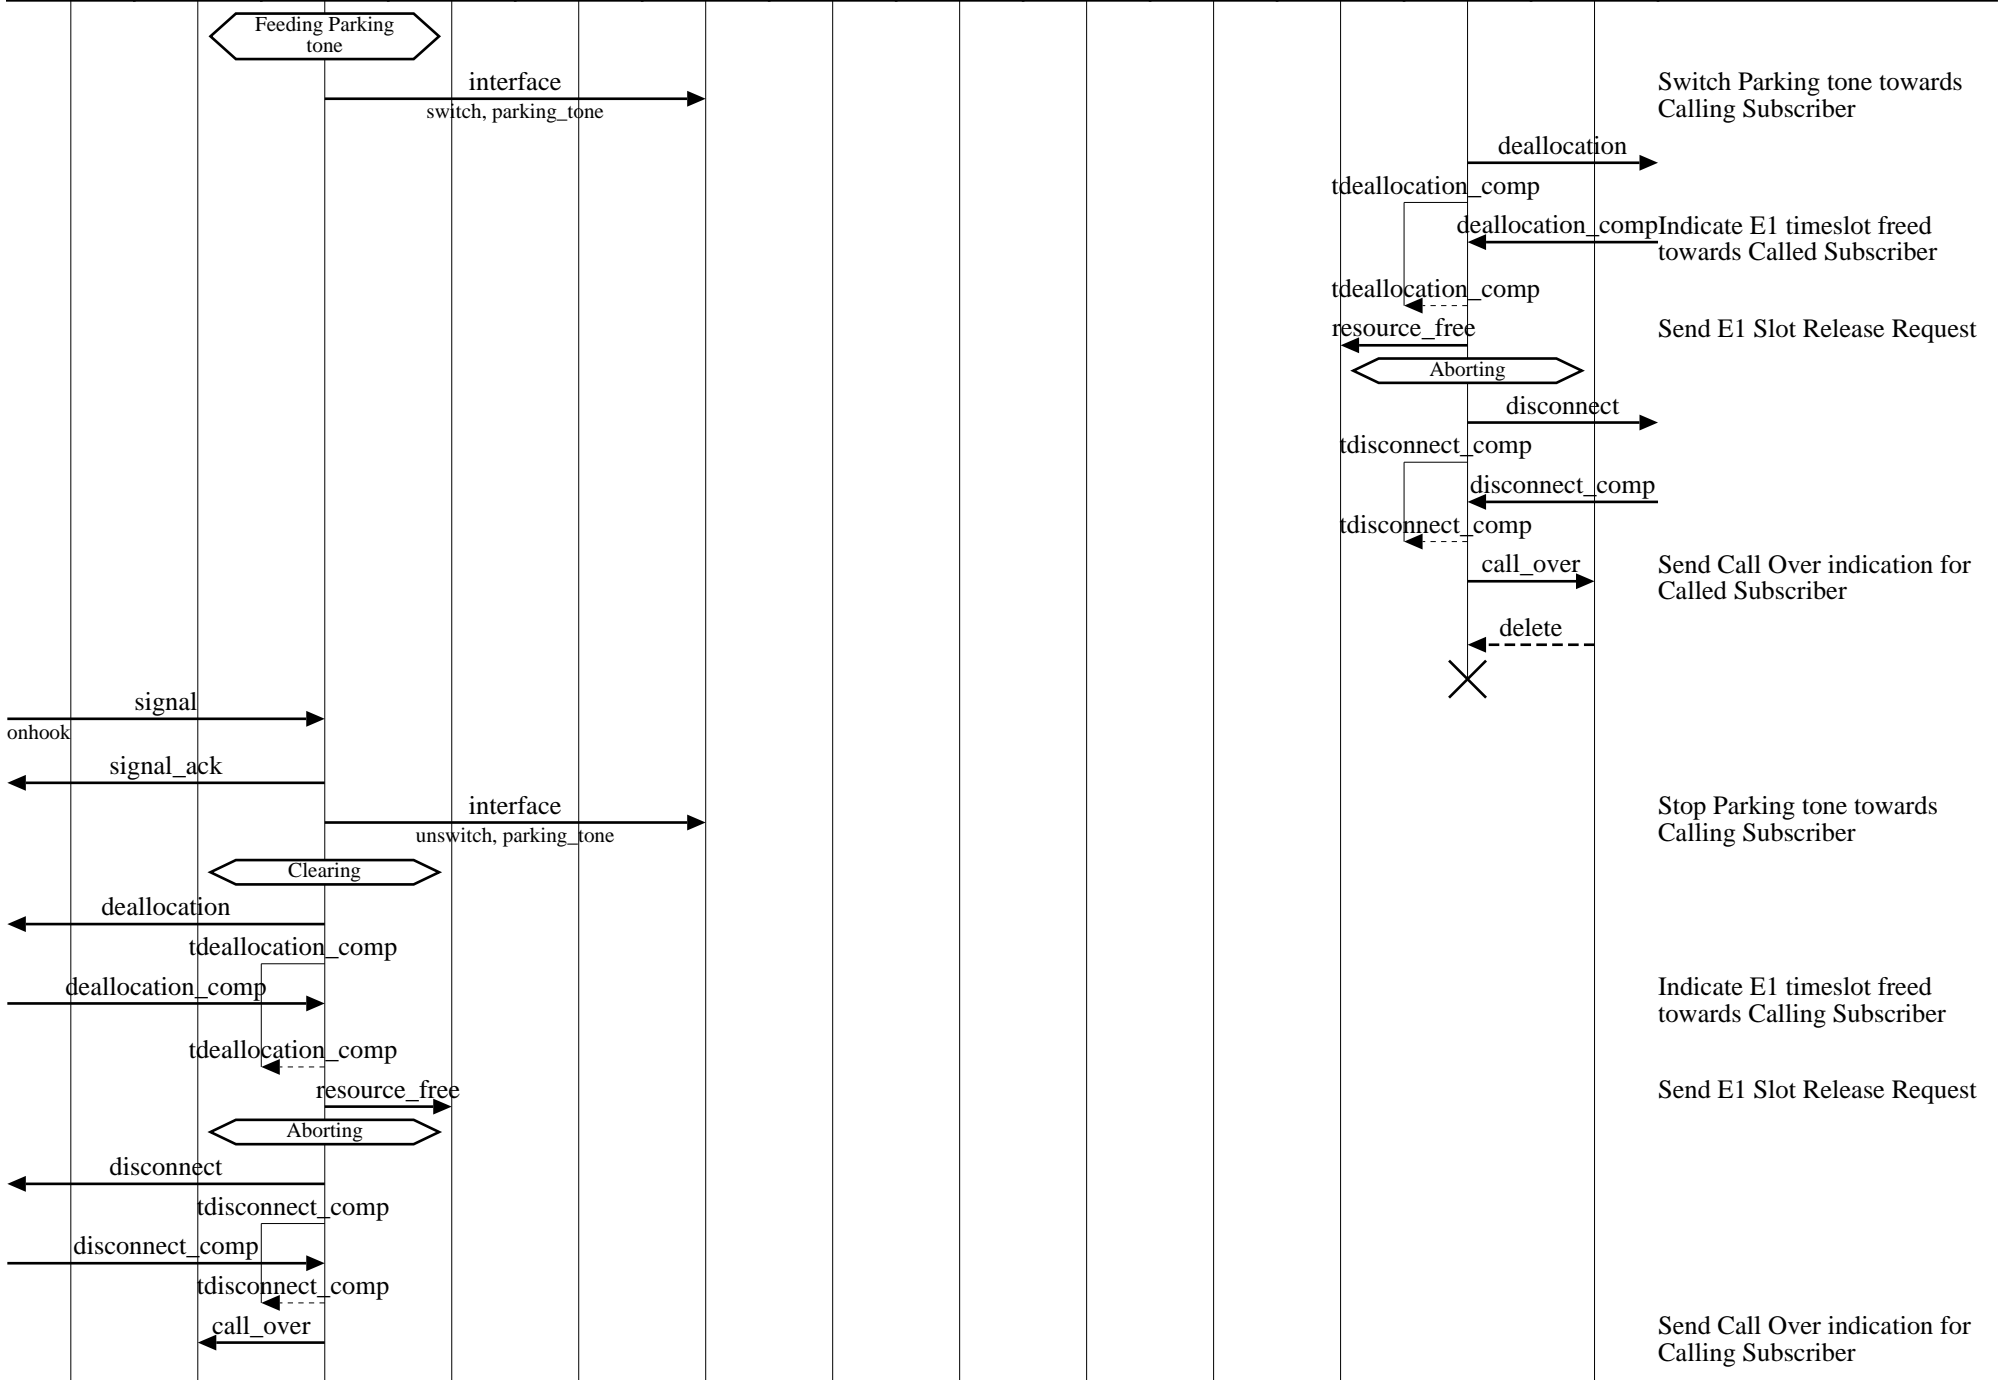 Feeding Parking
tone
interface
switch, parking_tone
Switch Parking tone towards
Calling Subscriber
deallocation
tdeallocation_comp
deallocation_comp
Indicate E1 timeslot freed
towards Called Subscriber
tdeallocation_comp
resource_free
Send E1 Slot Release Request
Aborting
disconnect
tdisconnect_comp
disconnect_comp
tdisconnect_comp
call_over
Send Call Over indication for
Called Subscriber
delete
signal
onhook
signal_ack
interface
unswitch, parking_tone
Stop Parking tone towards
Calling Subscriber
Clearing
deallocation
tdeallocation_comp
deallocation_comp
Indicate E1 timeslot freed
towards Calling Subscriber
tdeallocation_comp
resource_free
Send E1 Slot Release Request
Aborting
disconnect
tdisconnect_comp
disconnect_comp
tdisconnect_comp
call_over
Send Call Over indication for
Calling Subscriber